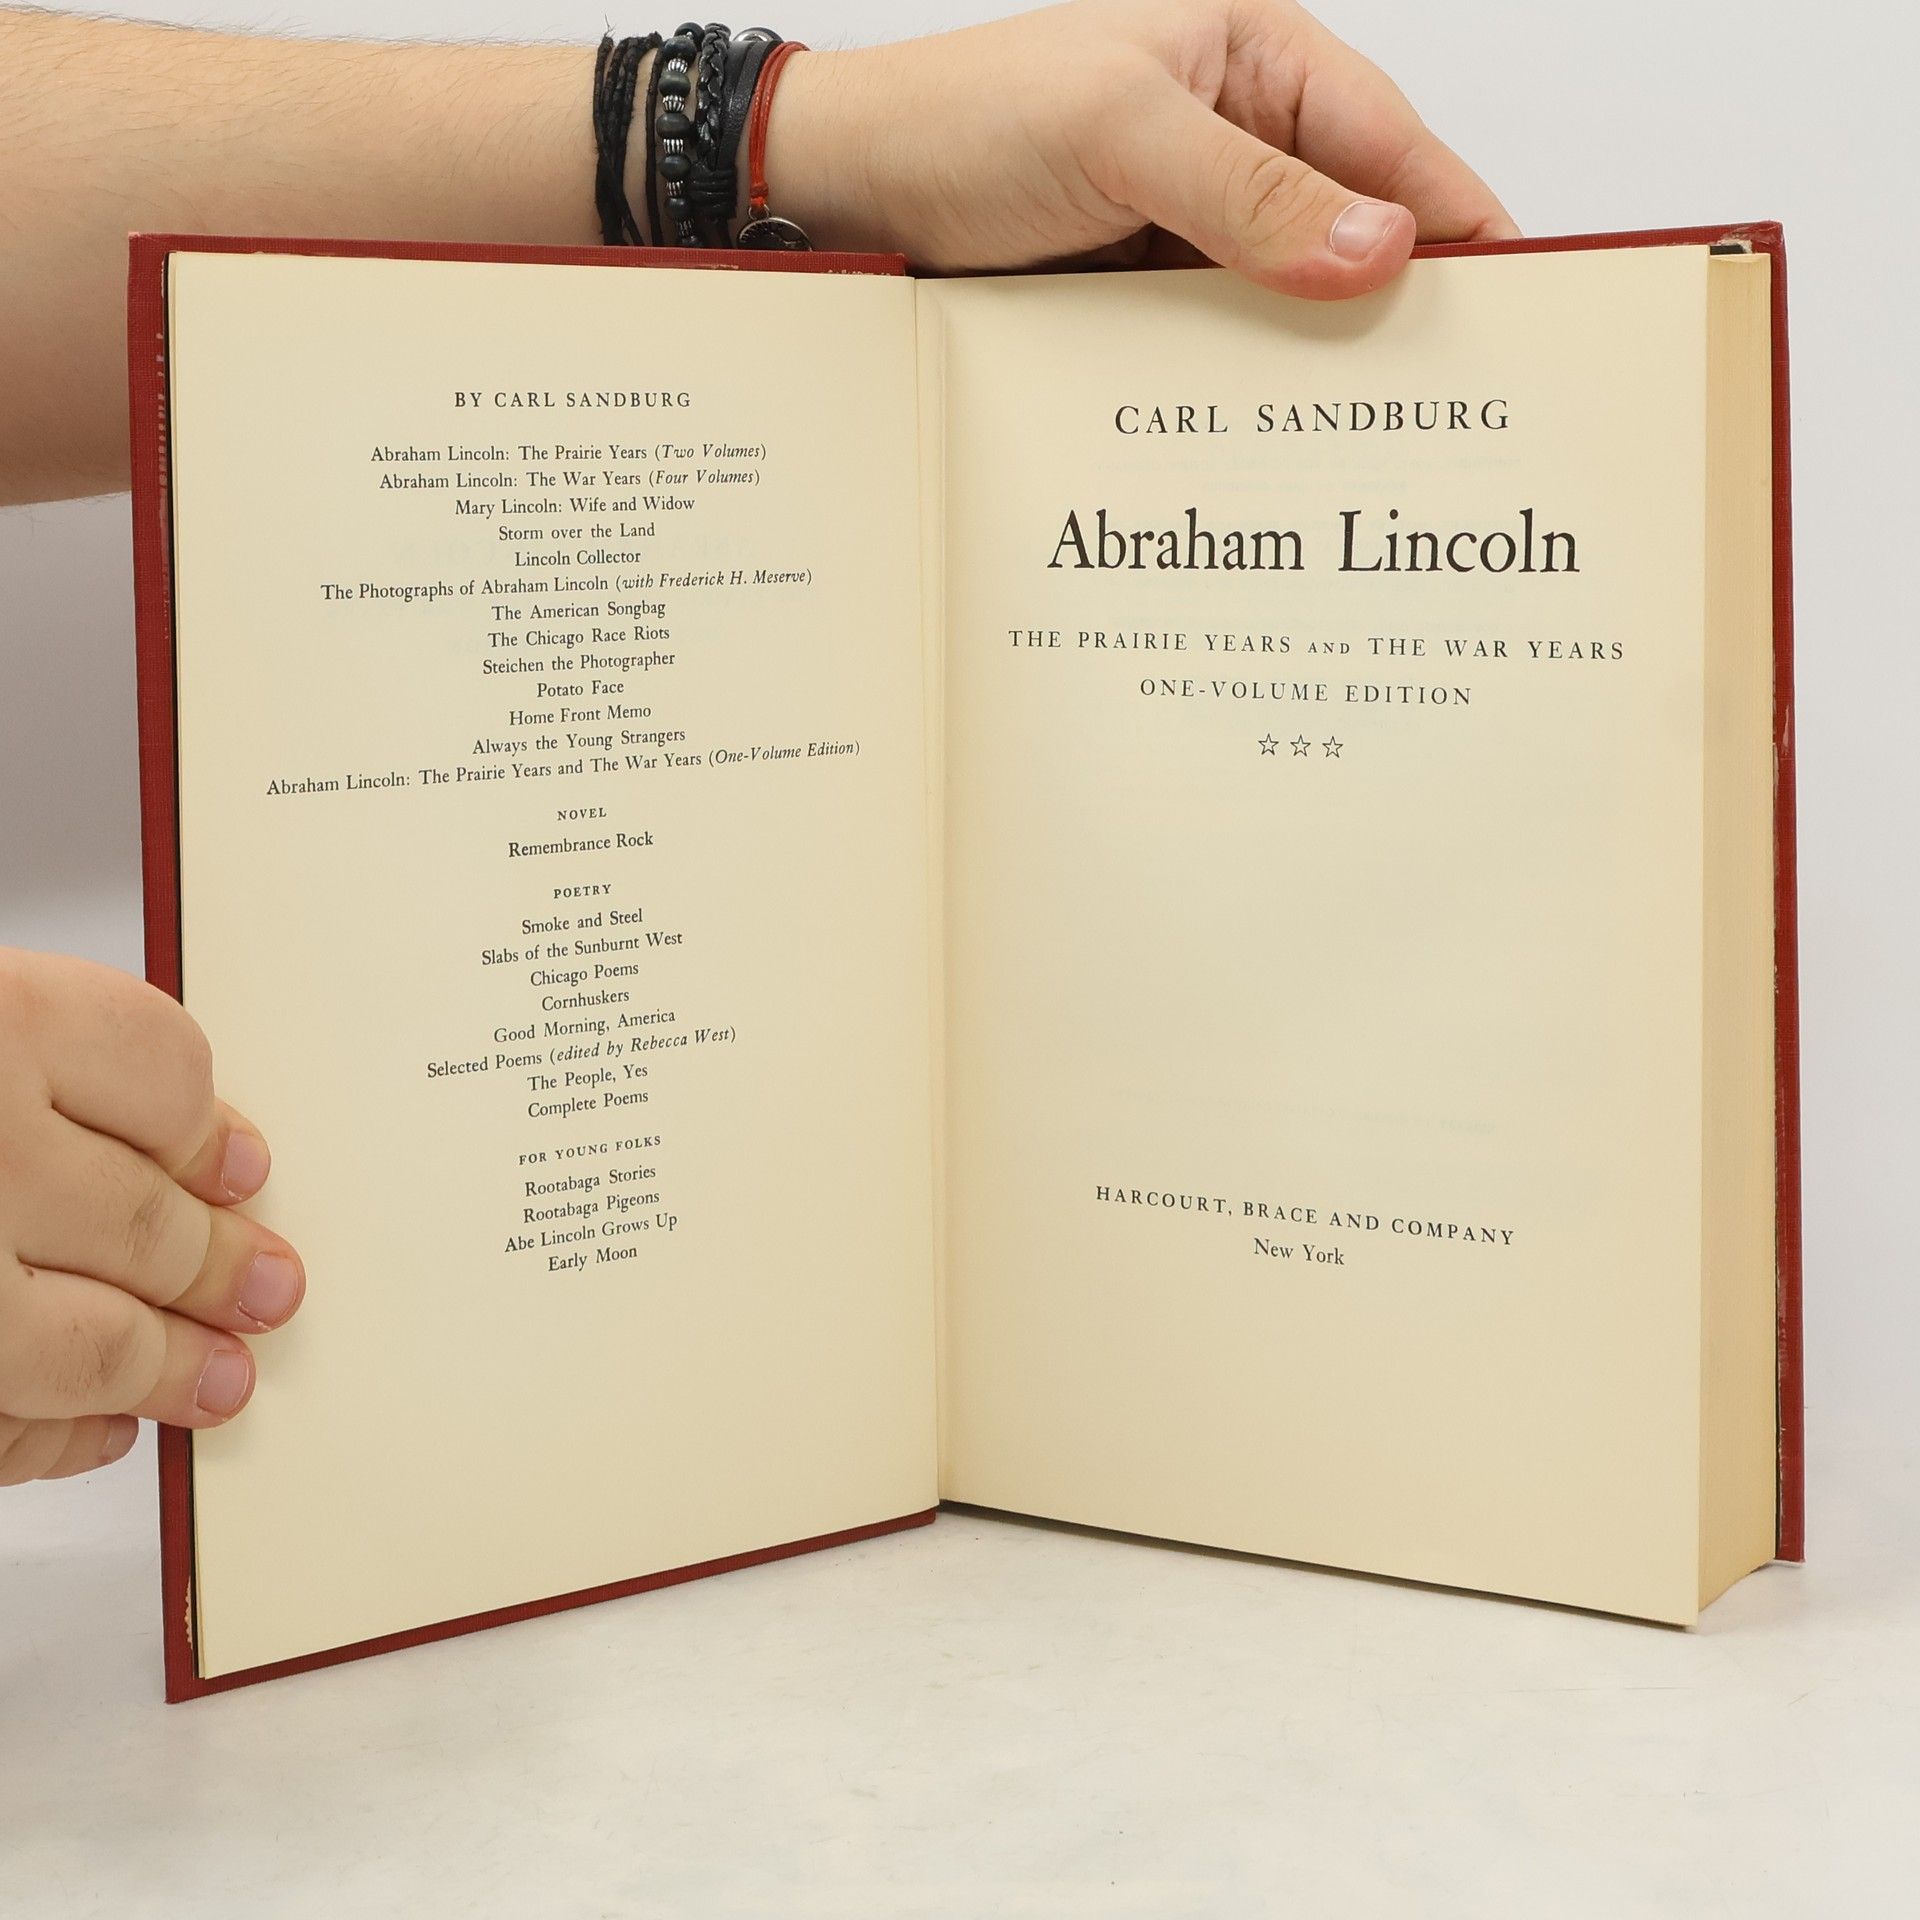 BY CARL SANDBURG
Abraham Lincoln: The Prairie Years (Two Volumes)
Abraham Lincoln: The War Years (Four Volumes)
Mary Lincoln: Wife and Widow
Storm over the Land
Lincoln Collector
The Photographs of Abraham Lincoln (with Frederick H. Meserve)
The American Songbag
The Chicago Race Riots
Steichen the Photographer
Potato Face
Home Front Memo
Always the Young Strangers
Abraham Lincoln: The Prairie Years and The War Years (One-Volume Edition)
NOVEL
Remembrance Rock
POETRY
Smoke and Steel
Slabs of the Sunburnt West
Chicago Poems
Cornhuskers
Good Morning, America
Selected Poems (edited by Rebecca West)
The People, Yes
Complete Poems
FOR YOUNG FOLKS
Rootabaga Stories
Rootabaga Pigeons
Abe Lincoln Grows Up
Early Moon
CARL SANDBURG
Abraham Lincoln
THE PRAIRIE YEARS AND THE WAR YEARS
ONE-VOLUME EDITION
☆ ☆ ☆
HARCOURT, BRACE AND COMPANY
New York